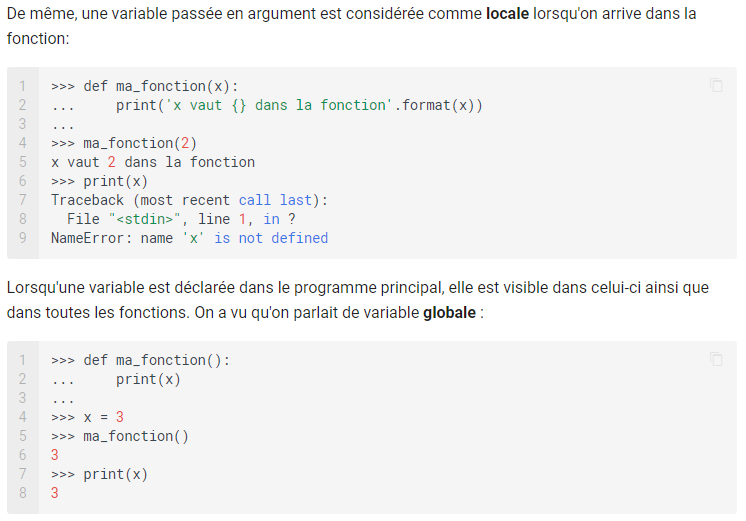 De même, une variable passée en argument est considérée comme locale lorsqu'on arrive dans la
fonction:
1 >>> def ma_fonction(x):
2 ...     print('x vaut {} dans la fonction'.format(x))
3 ...
4 >>> ma_fonction(2)
5 x vaut 2 dans la fonction
6 >>> print(x)
7 Traceback (most recent call last):
8   File "<stdin>", line 1, in ?
9 NameError: name 'x' is not defined
Lorsqu'une variable est déclarée dans le programme principal, elle est visible dans celui-ci ainsi que
dans toutes les fonctions. On a vu qu'on parlait de variable globale :
1 >>> def ma_fonction():
2 ...     print(x)
3 ...
4 >>> x = 3
5 >>> ma_fonction()
6 3
7 >>> print(x)
8 3